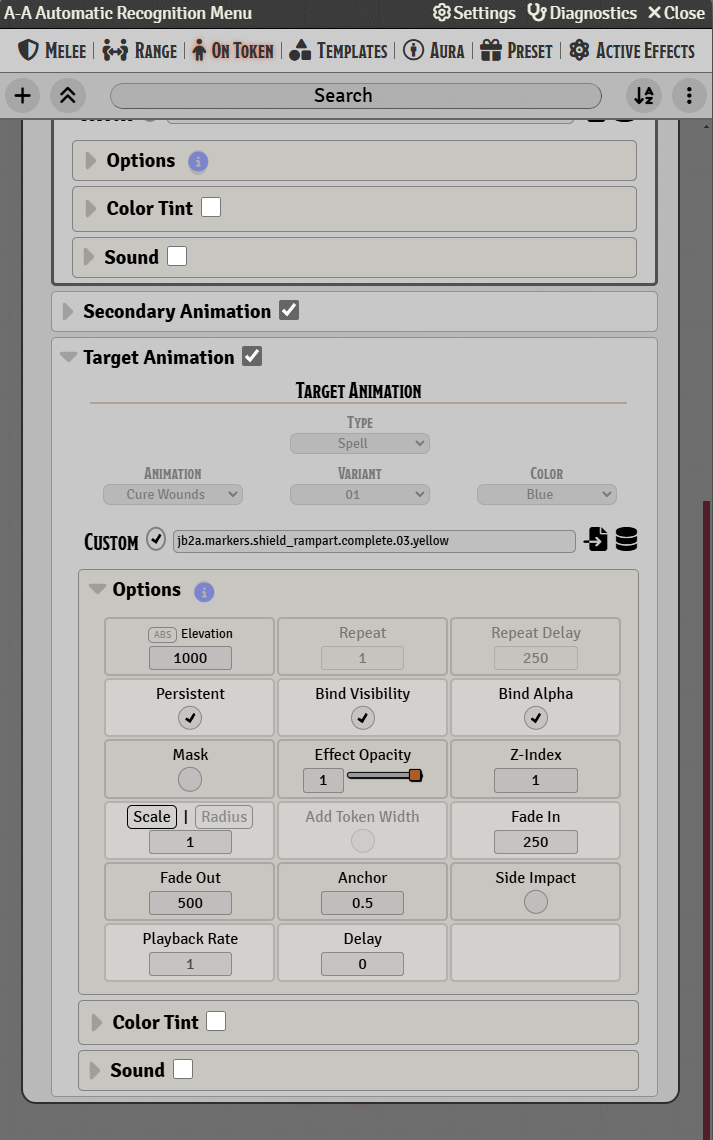 A-A Automatic Recognition Menu Settings Diagnostics Close
Melee Range On Token Templates Aura Preset Active Effects
Search
Options
Color Tint
Sound
Secondary Animation
Target Animation
Target Animation
Type
Spell
Animation Variant Color
Cure Wounds 01 Blue
Custom jb2a.markers.shield_rampart.complete.03.yellow
Options
ABS Elevation Repeat Repeat Delay
1000 1 250
Persistent Bind Visibility Bind Alpha
Mask Effect Opacity Z-Index
1 1
Scale | Radius Add Token Width Fade In
1 250
Fade Out Anchor Side Impact
500 0.5
Playback Rate Delay
1 0
Color Tint
Sound